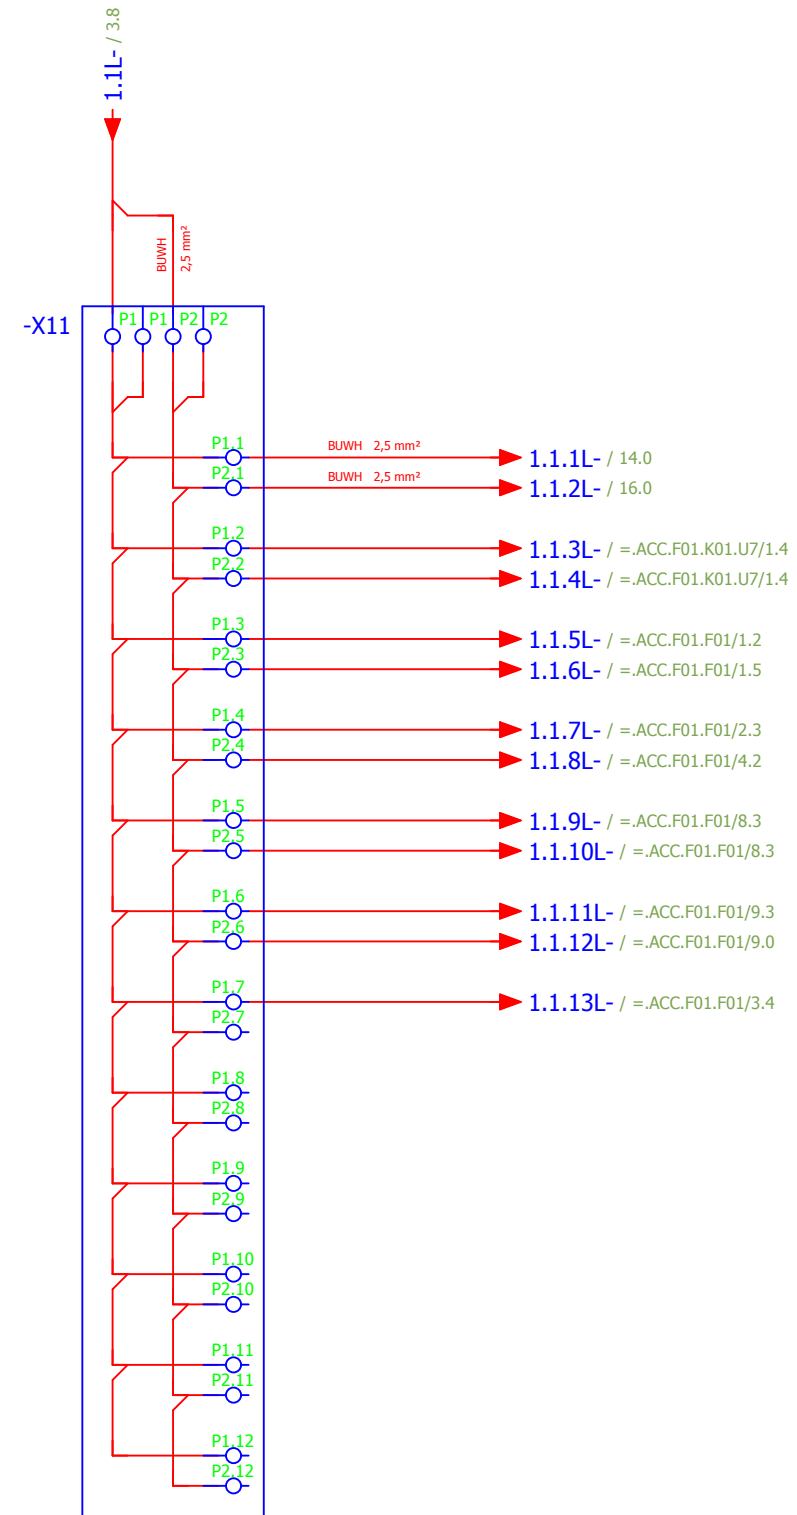 1.1L- / 3.8
BUWH
2,5 mm²
-X11
P1 P1 P2 P2
P1.1 BUWH 2,5 mm² 1.1.1L- / 14.0
P2.1 BUWH 2,5 mm² 1.1.2L- / 16.0
P1.2 1.1.3L- / =.ACC.F01.K01.U7/1.4
P2.2 1.1.4L- / =.ACC.F01.K01.U7/1.4
P1.3 1.1.5L- / =.ACC.F01.F01/1.2
P2.3 1.1.6L- / =.ACC.F01.F01/1.5
P1.4 1.1.7L- / =.ACC.F01.F01/2.3
P2.4 1.1.8L- / =.ACC.F01.F01/4.2
P1.5 1.1.9L- / =.ACC.F01.F01/8.3
P2.5 1.1.10L- / =.ACC.F01.F01/8.3
P1.6 1.1.11L- / =.ACC.F01.F01/9.3
P2.6 1.1.12L- / =.ACC.F01.F01/9.0
P1.7 1.1.13L- / =.ACC.F01.F01/3.4
P2.7
P1.8
P2.8
P1.9
P2.9
P1.10
P2.10
P1.11
P2.11
P1.12
P2.12